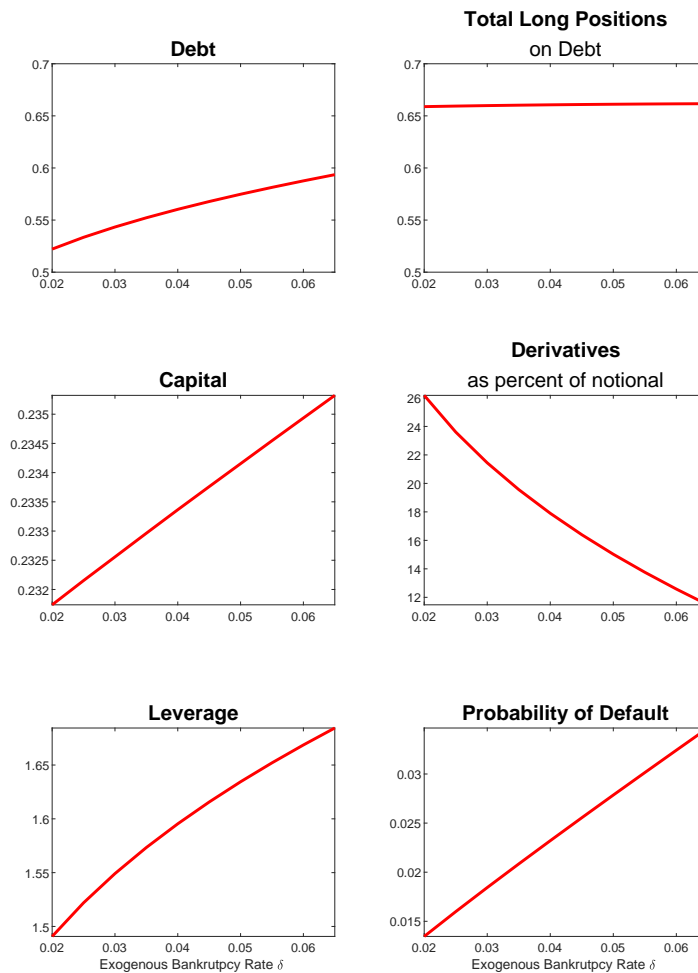 Debt
0.7
0.65
0.6
0.55
0.5
0.02 0.03 0.04 0.05 0.06
Total Long Positions
on Debt
0.7
0.65
0.6
0.55
0.5
0.02 0.03 0.04 0.05 0.06
Capital
0.235
0.2345
0.234
0.2335
0.233
0.2325
0.232
0.02 0.03 0.04 0.05 0.06
Derivatives
as percent of notional
26
24
22
20
18
16
14
12
0.02 0.03 0.04 0.05 0.06
Leverage
1.65
1.6
1.55
1.5
0.02 0.03 0.04 0.05 0.06
Exogenous Bankrutpcy Rate δ
Probability of Default
0.03
0.025
0.02
0.015
0.02 0.03 0.04 0.05 0.06
Exogenous Bankrutpcy Rate δ